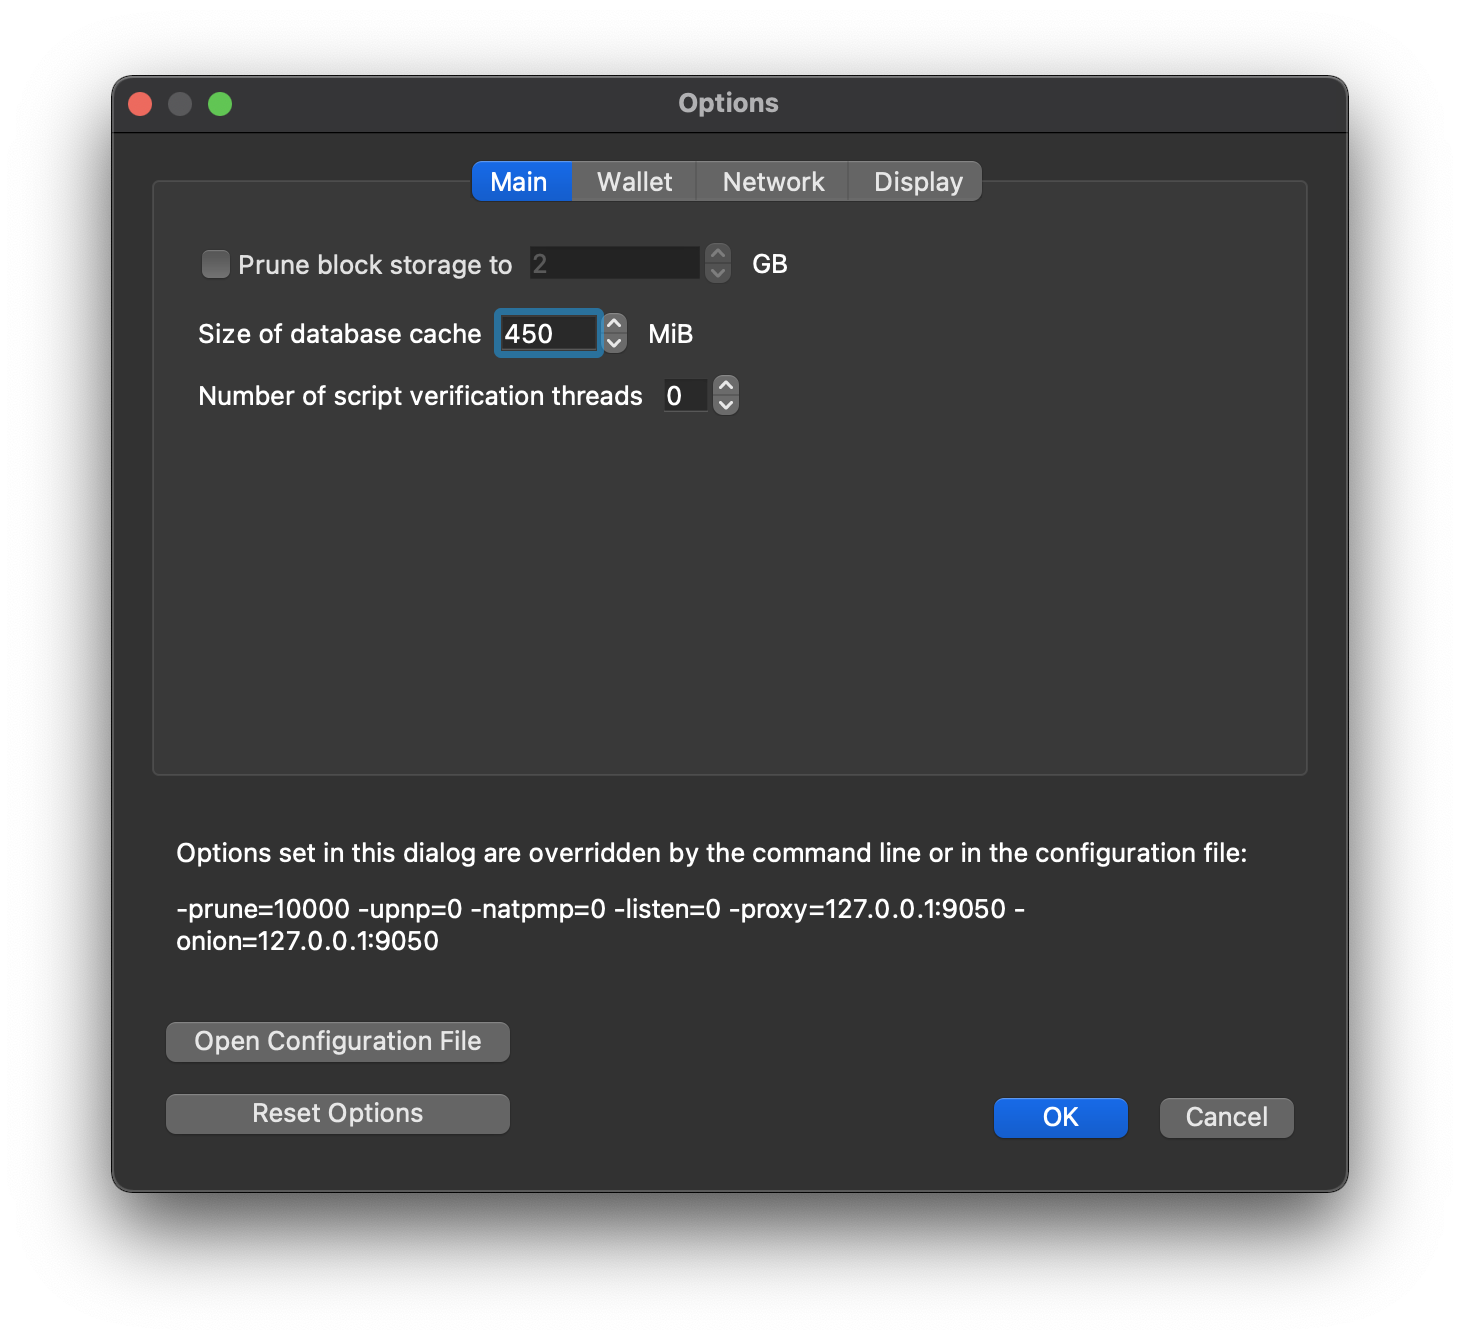 Options
Main Wallet Network Display
Prune block storage to 2 GB
Size of database cache 450 MiB
Number of script verification threads 0
Options set in this dialog are overridden by the command line or in the configuration file:
-prune=10000 -upnp=0 -natpmp=0 -listen=0 -proxy=127.0.0.1:9050 -
onion=127.0.0.1:9050
Open Configuration File
Reset Options
OK Cancel